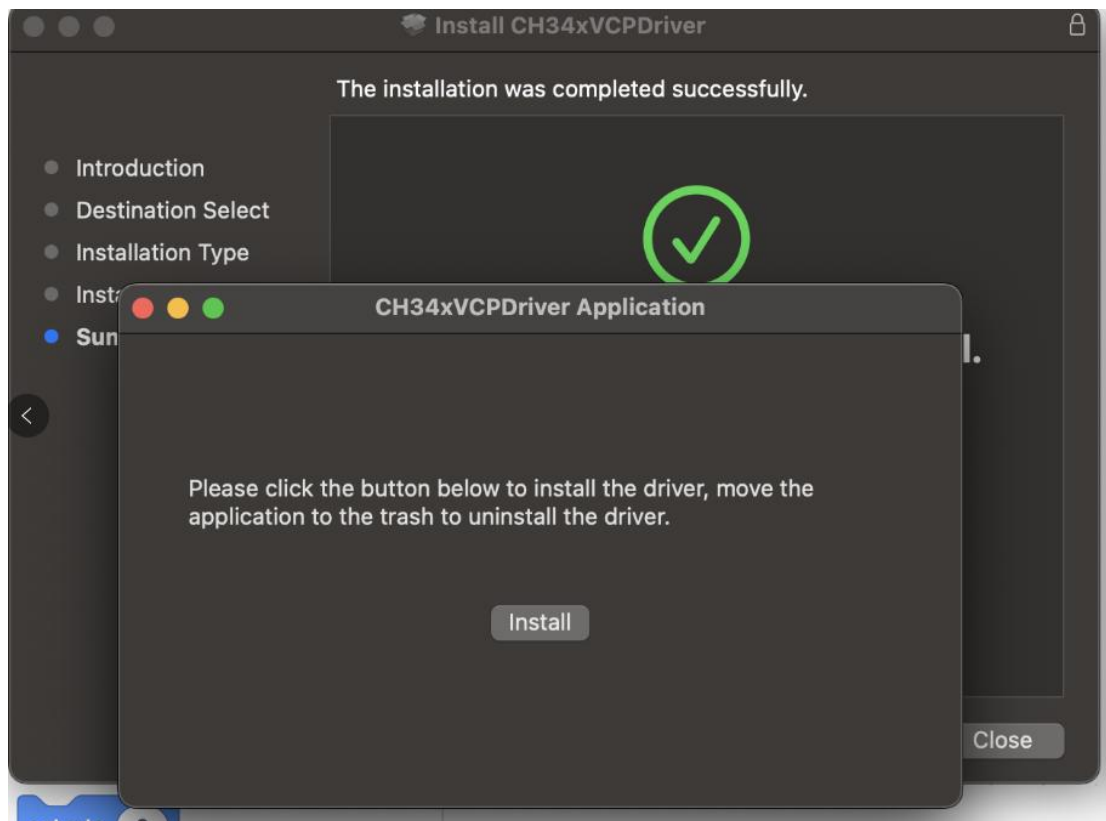 Install CH34xVCPDriver
The installation was completed successfully.
Introduction
Destination Select
Installation Type
CH34xVCPDriver Application
Please click the button below to install the driver, move the
application to the trash to uninstall the driver.
Install
Close